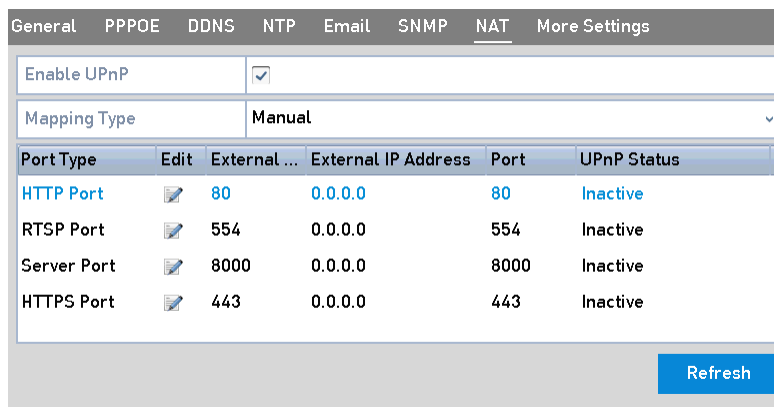 General PPPOE DDNS NTP Email SNMP NAT More Settings
Enable UPnP
Mapping Type Manual
Port Type Edit External ... External IP Address Port UPnP Status
HTTP Port 80 0.0.0.0 80 Inactive
RTSP Port 554 0.0.0.0 554 Inactive
Server Port 8000 0.0.0.0 8000 Inactive
HTTPS Port 443 0.0.0.0 443 Inactive
Refresh